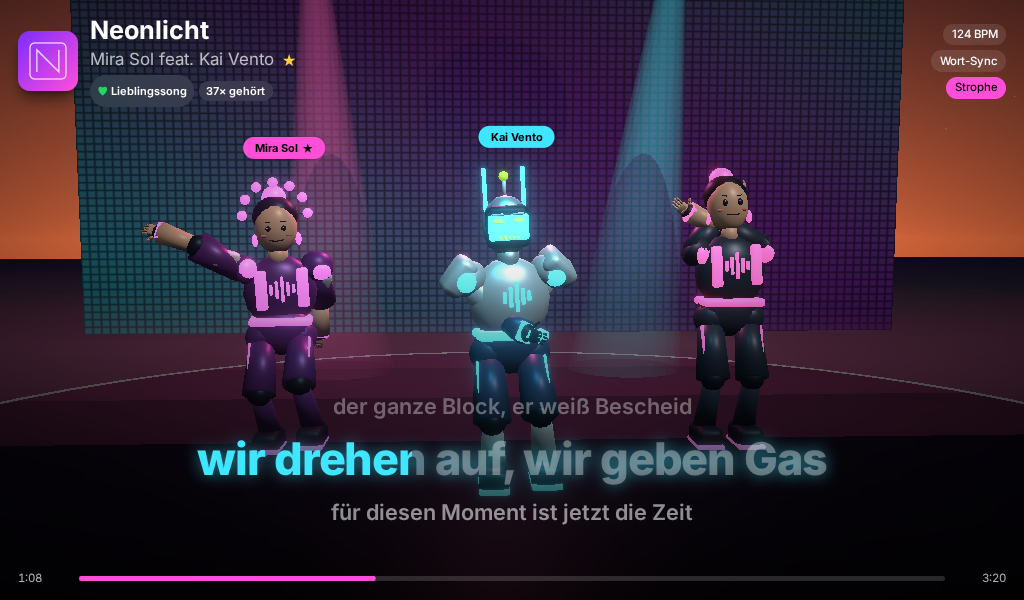 Neonlicht
Mira Sol feat. Kai Vento ★
Lieblingssong
37× gehört
124 BPM
Wort-Sync
Strophe
Mira Sol ★
Kai Vento
der ganze Block, er weiß Bescheid
wir drehen auf, wir geben Gas
für diesen Moment ist jetzt die Zeit
1:08
3:20